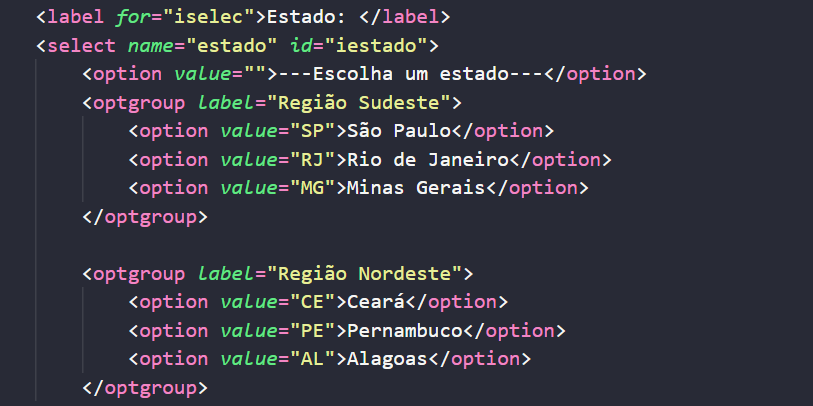 <label for="iselec">Estado: </label>
<select name="estado" id="iestado">
<option value="">---Escolha um estado---</option>
<optgroup label="Região Sudeste">
<option value="SP">São Paulo</option>
<option value="RJ">Rio de Janeiro</option>
<option value="MG">Minas Gerais</option>
</optgroup>
<optgroup label="Região Nordeste">
<option value="CE">Ceará</option>
<option value="PE">Pernambuco</option>
<option value="AL">Alagoas</option>
</optgroup>